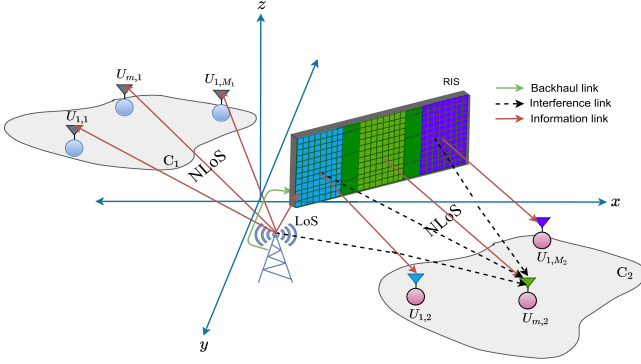 z
U_{m,1}
U_{1,M_1}
U_{1,1}
C_1
NLoS
RIS
Backhaul link
Interference link
Information link
x
LoS
NLoS
U_{1,M_2}
C_2
U_{1,2}
U_{m,2}
y